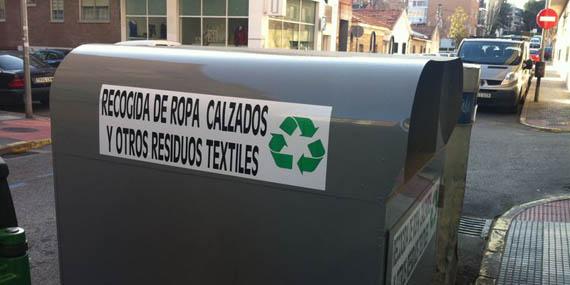 RECOGIDA DE ROPA CALZADOS
Y OTROS RESIDUOS TEXTILES